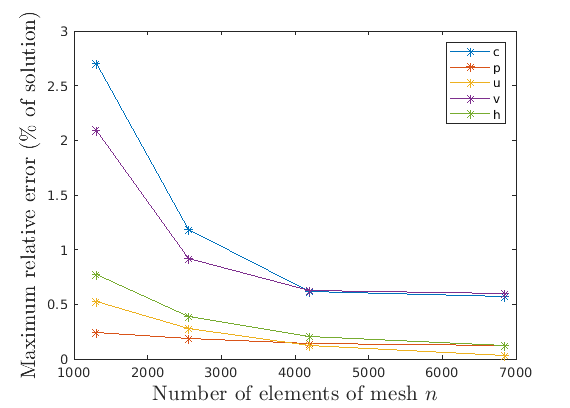 Maximum relative error (% of solution)
3
2.5
2
1.5
1
0.5
0
1000 2000 3000 4000 5000 6000 7000
Number of elements of mesh n
c
p
u
v
h